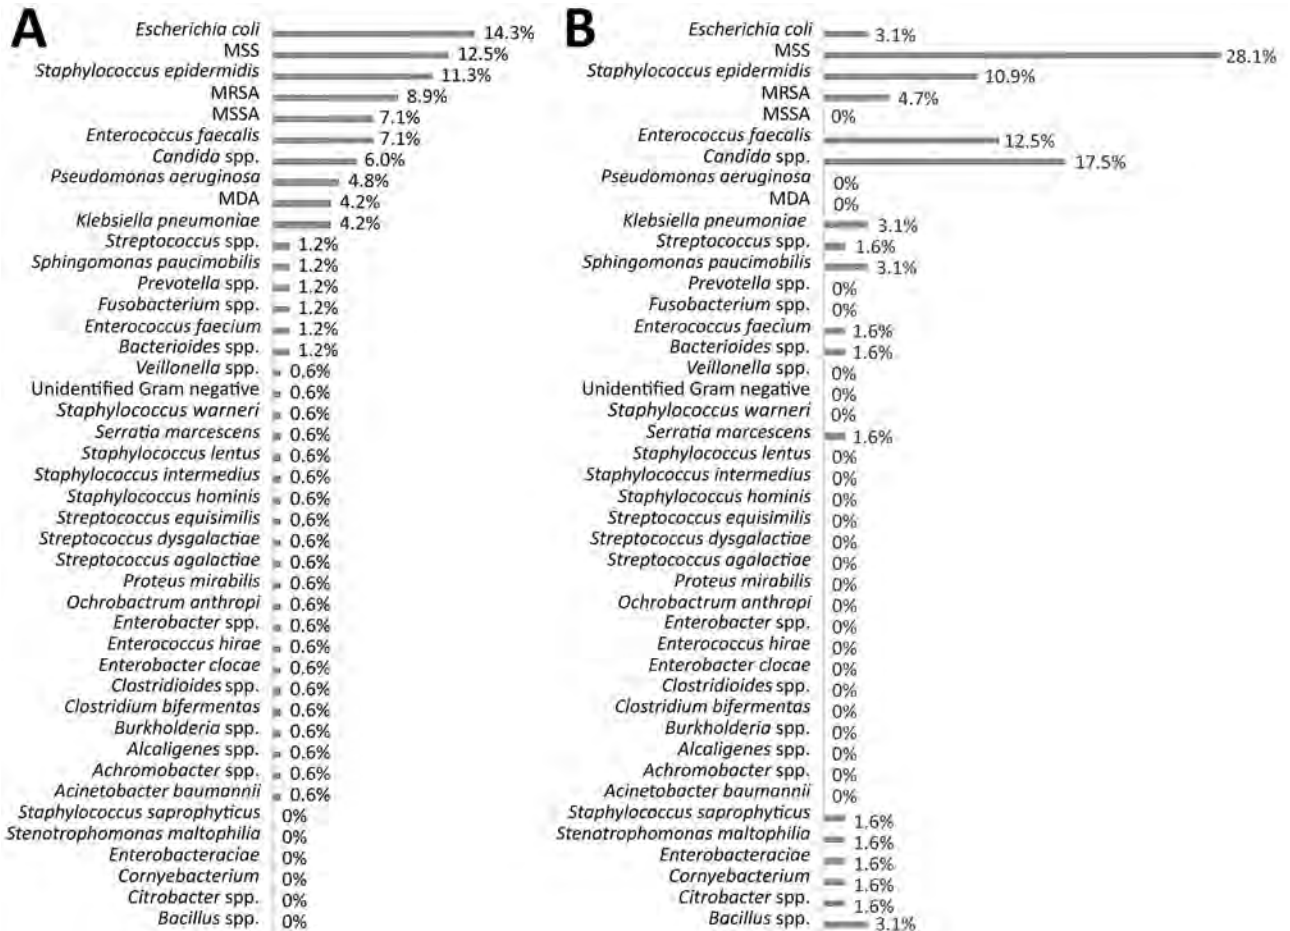 A
Escherichia coli 14.3%
MSS 12.5%
Staphylococcus epidermidis 11.3%
MRSA 8.9%
MSSA 7.1%
Enterococcus faecalis 7.1%
Candida spp. 6.0%
Pseudomonas aeruginosa 4.8%
MDA 4.2%
Klebsiella pneumoniae 4.2%
Streptococcus spp. 1.2%
Sphingomonas paucimobilis 1.2%
Prevotella spp. 1.2%
Fusobacterium spp. 1.2%
Enterococcus faecium 1.2%
Bacterioides spp. 1.2%
Veillonella spp. 0.6%
Unidentified Gram negative 0.6%
Staphylococcus warneri 0.6%
Serratia marcescens 0.6%
Staphylococcus lentus 0.6%
Staphylococcus intermedius 0.6%
Staphylococcus hominis 0.6%
Streptococcus equisimilis 0.6%
Streptococcus dysgalactiae 0.6%
Streptococcus agalactiae 0.6%
Proteus mirabilis 0.6%
Ochrobactrum anthropi 0.6%
Enterobacter spp. 0.6%
Enterococcus hirae 0.6%
Enterobacter clocae 0.6%
Clostridioides spp. 0.6%
Clostridium bifermentas 0.6%
Burkholderia spp. 0.6%
Alcaligenes spp. 0.6%
Achromobacter spp. 0.6%
Acinetobacter baumannii 0.6%
Staphylococcus saprophyticus 0%
Stenotrophomonas maltophilia 0%
Enterobacteraciae 0%
Cornyebacterium 0%
Citrobacter spp. 0%
Bacillus spp. 0%
B
Escherichia coli 3.1%
MSS 28.1%
Staphylococcus epidermidis 10.9%
MRSA 4.7%
MSSA 0%
Enterococcus faecalis 12.5%
Candida spp. 17.5%
Pseudomonas aeruginosa 0%
MDA 0%
Klebsiella pneumoniae 3.1%
Streptococcus spp. 1.6%
Sphingomonas paucimobilis 3.1%
Prevotella spp. 0%
Fusobacterium spp. 0%
Enterococcus faecium 1.6%
Bacterioides spp. 1.6%
Veillonella spp. 0%
Unidentified Gram negative 0%
Staphylococcus warneri 0%
Serratia marcescens 1.6%
Staphylococcus lentus 0%
Staphylococcus intermedius 0%
Staphylococcus hominis 0%
Streptococcus equisimilis 0%
Streptococcus dysgalactiae 0%
Streptococcus agalactiae 0%
Proteus mirabilis 0%
Ochrobactrum anthropi 0%
Enterobacter spp. 0%
Enterococcus hirae 0%
Enterobacter clocae 0%
Clostridioides spp. 0%
Clostridium bifermentas 0%
Burkholderia spp. 0%
Alcaligenes spp. 0%
Achromobacter spp. 0%
Acinetobacter baumannii 0%
Staphylococcus saprophyticus 1.6%
Stenotrophomonas maltophilia 1.6%
Enterobacteraciae 1.6%
Cornyebacterium 1.6%
Citrobacter spp. 1.6%
Bacillus spp. 3.1%